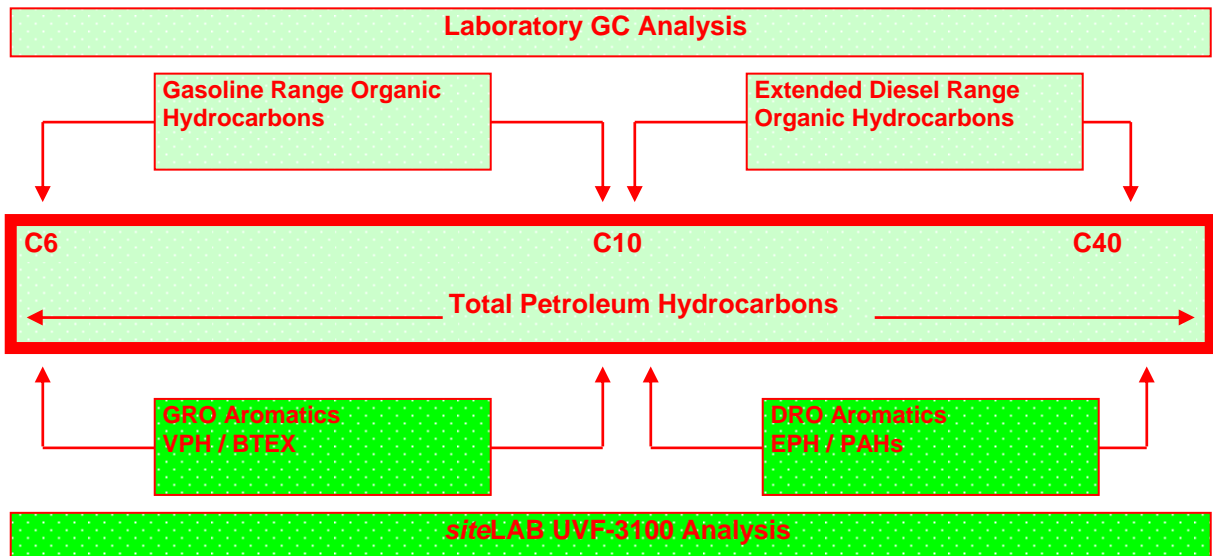 Laboratory GC Analysis
Gasoline Range Organic
Hydrocarbons
Extended Diesel Range
Organic Hydrocarbons
C6 C10 C40
Total Petroleum Hydrocarbons
GRO Aromatics
VPH / BTEX
DRO Aromatics
EPH / PAHs
siteLAB UVF-3100 Analysis